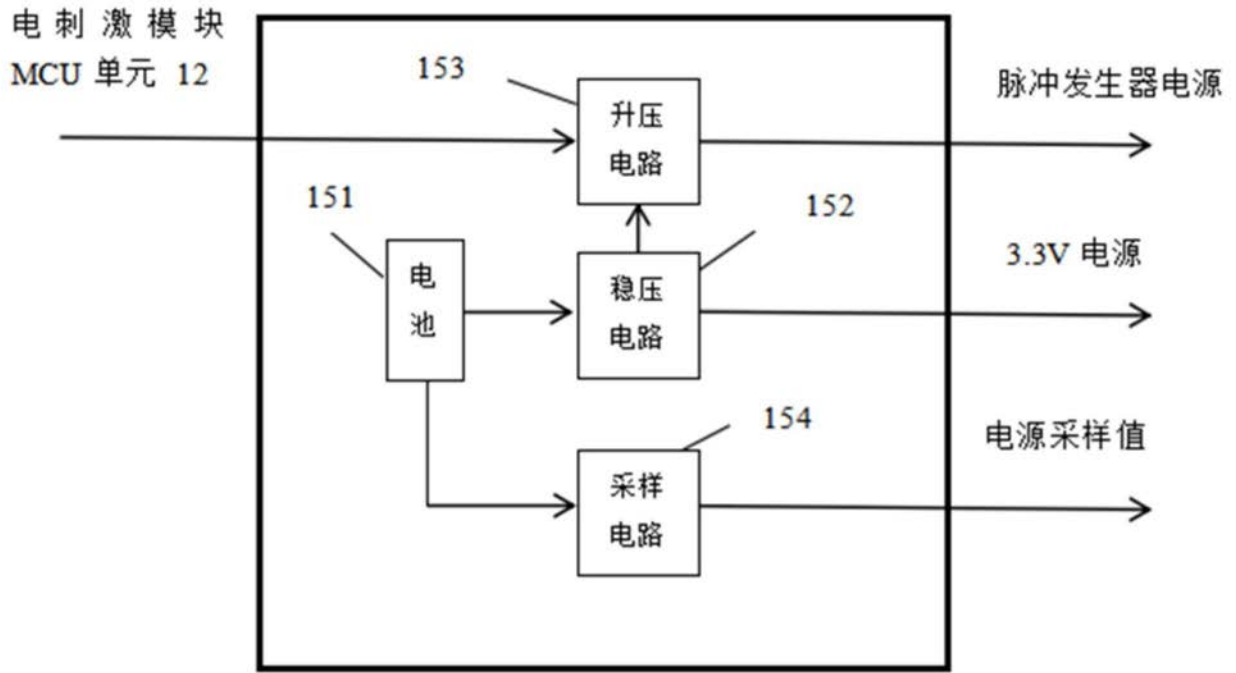 电刺激模块
MCU 单元 12
153
升压
电路
脉冲发生器电源
151
152
电
池
稳压
电路
3.3V 电源
154
采样
电路
电源采样值